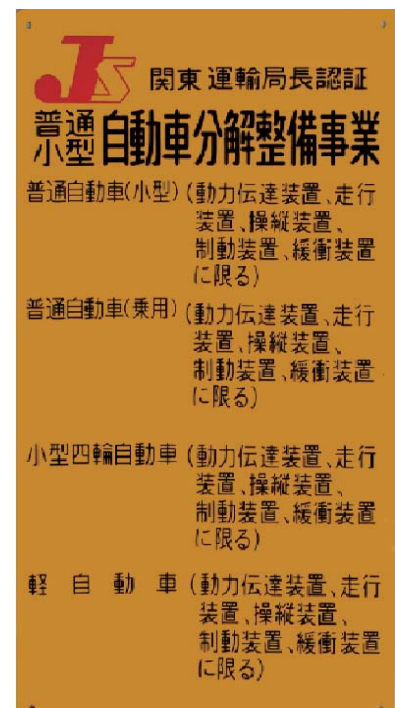 JS 関東運輸局長認証
普通
小型 自動車分解整備事業
普通自動車(小型) (動力伝達装置、走行
装置、操縦装置、
制動装置、緩衝装置
に限る)
普通自動車(乗用) (動力伝達装置、走行
装置、操縦装置、
制動装置、緩衝装置
に限る)
小型四輪自動車 (動力伝達装置、走行
装置、操縦装置、
制動装置、緩衝装置
に限る)
軽自動車 (動力伝達装置、走行
装置、操縦装置、
制動装置、緩衝装置
に限る)